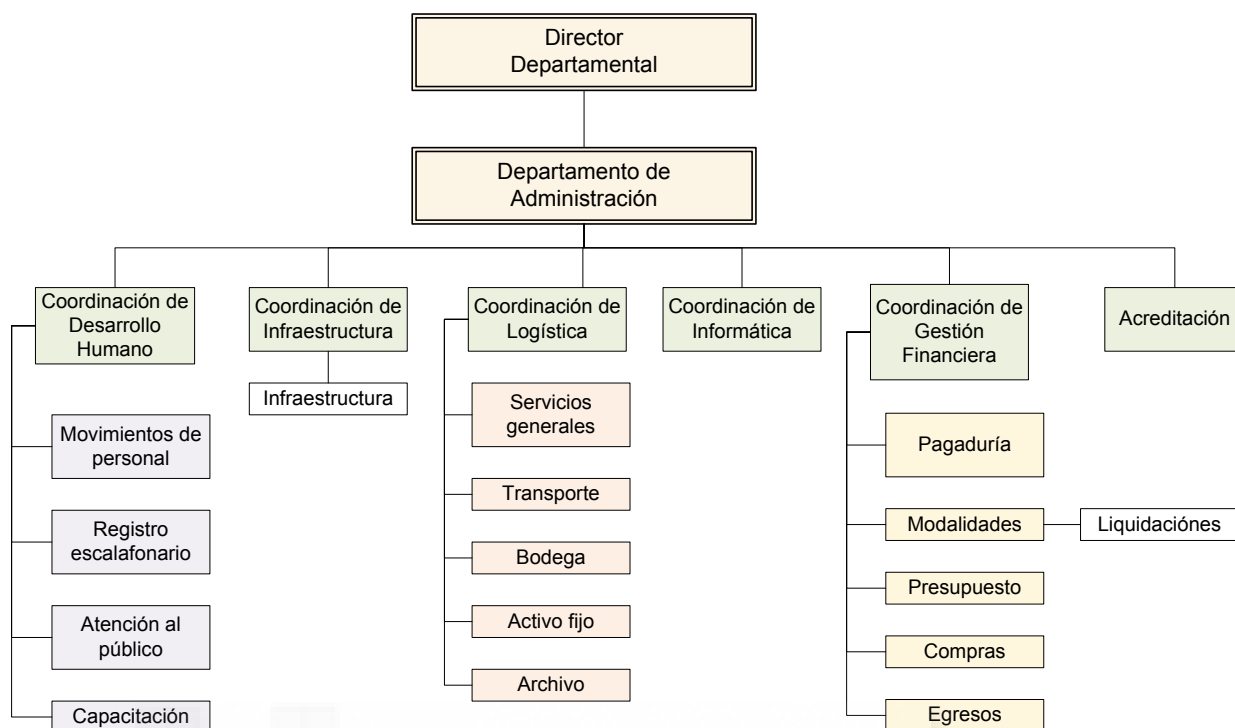 Director
Departamental
Departamento de
Administración
Coordinación de
Desarrollo
Humano
Coordinación de
Infraestructura
Coordinación de
Logística
Coordinación de
Informática
Coordinación de
Gestión
Financiera
Acreditación
Movimientos de
personal
Registro
escalafonario
Atención al
público
Capacitación
Infraestructura
Servicios
generales
Transporte
Bodega
Activo fijo
Archivo
Pagaduría
Modalidades
Liquidaciónes
Presupuesto
Compras
Egresos